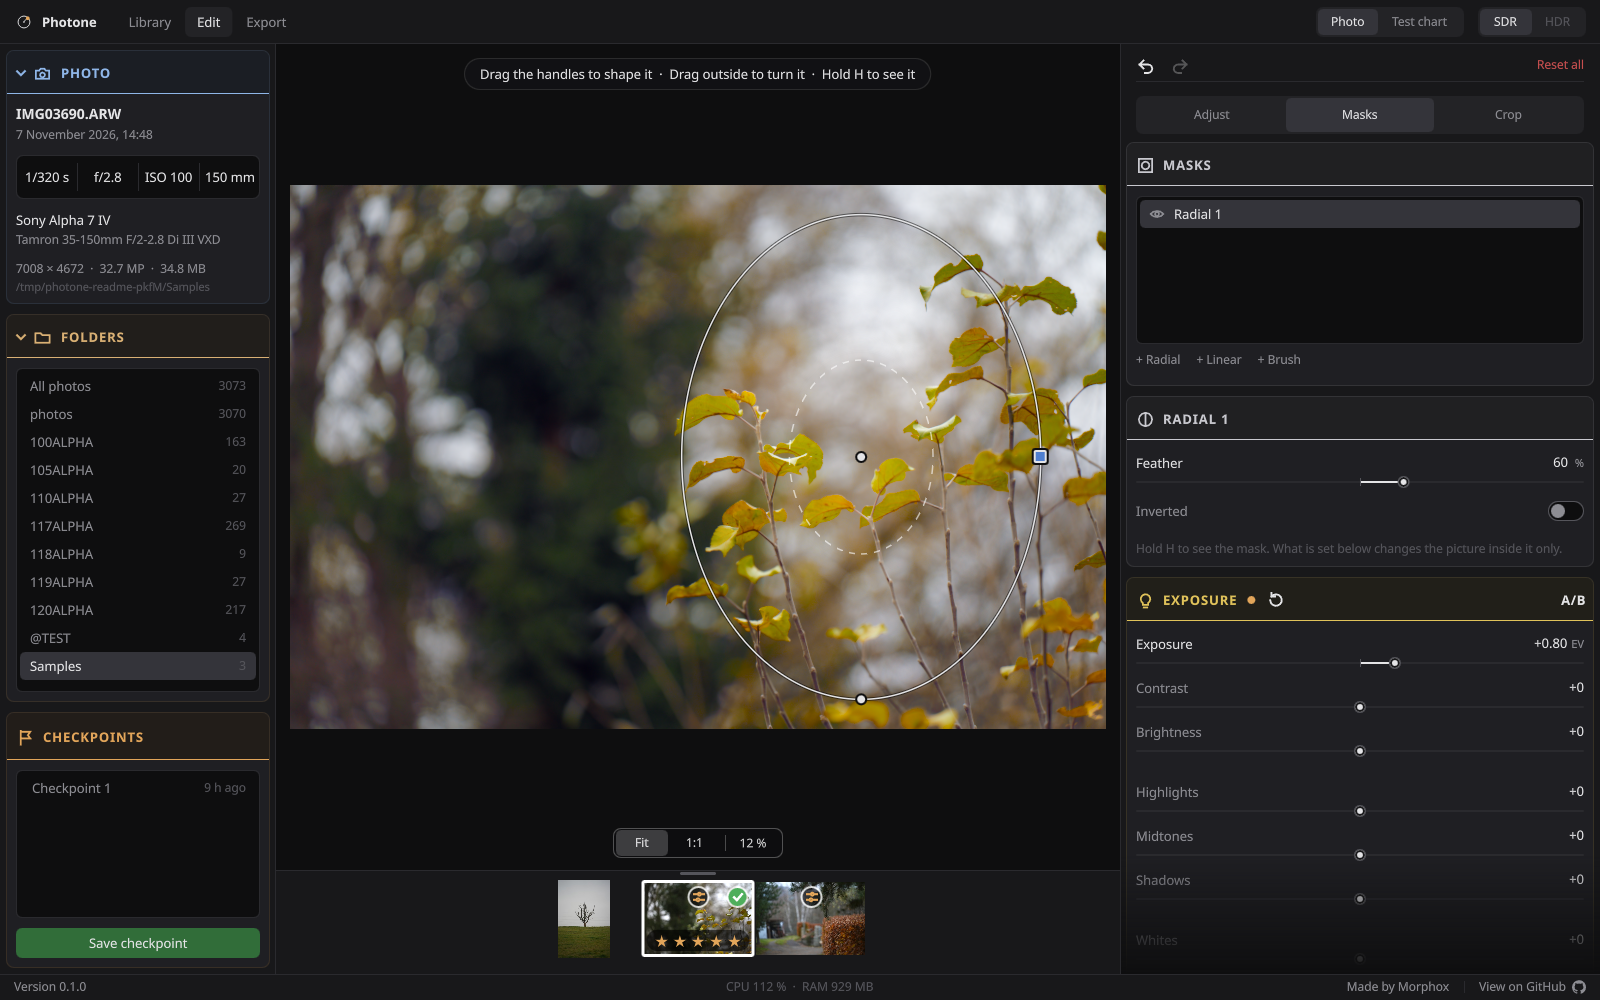 Photone
Library
Edit
Export
Photo
Test chart
SDR
HDR
PHOTO
IMG03690.ARW
7 November 2026, 14:48
1/320 s
f/2.8
ISO 100
150 mm
Sony Alpha 7 IV
Tamron 35-150mm F/2-2.8 Di III VXD
7008 × 4672 · 32.7 MP · 34.8 MB
/tmp/photone-readme-pkfM/Samples
FOLDERS
All photos 3073
photos 3070
100ALPHA 163
105ALPHA 20
110ALPHA 27
117ALPHA 269
118ALPHA 9
119ALPHA 27
120ALPHA 217
@TEST 4
Samples 3
CHECKPOINTS
Checkpoint 1 9 h ago
Save checkpoint
Drag the handles to shape it · Drag outside to turn it · Hold H to see it
Fit
1:1
12 %
Reset all
Adjust
Masks
Crop
MASKS
Radial 1
+ Radial
+ Linear
+ Brush
RADIAL 1
Feather 60 %
Inverted
Hold H to see the mask. What is set below changes the picture inside it only.
EXPOSURE A/B
Exposure +0.80 EV
Contrast +0
Brightness +0
Highlights +0
Midtones +0
Shadows +0
Whites +0
Version 0.1.0
CPU 112 % · RAM 929 MB
Made by Morphox
View on GitHub